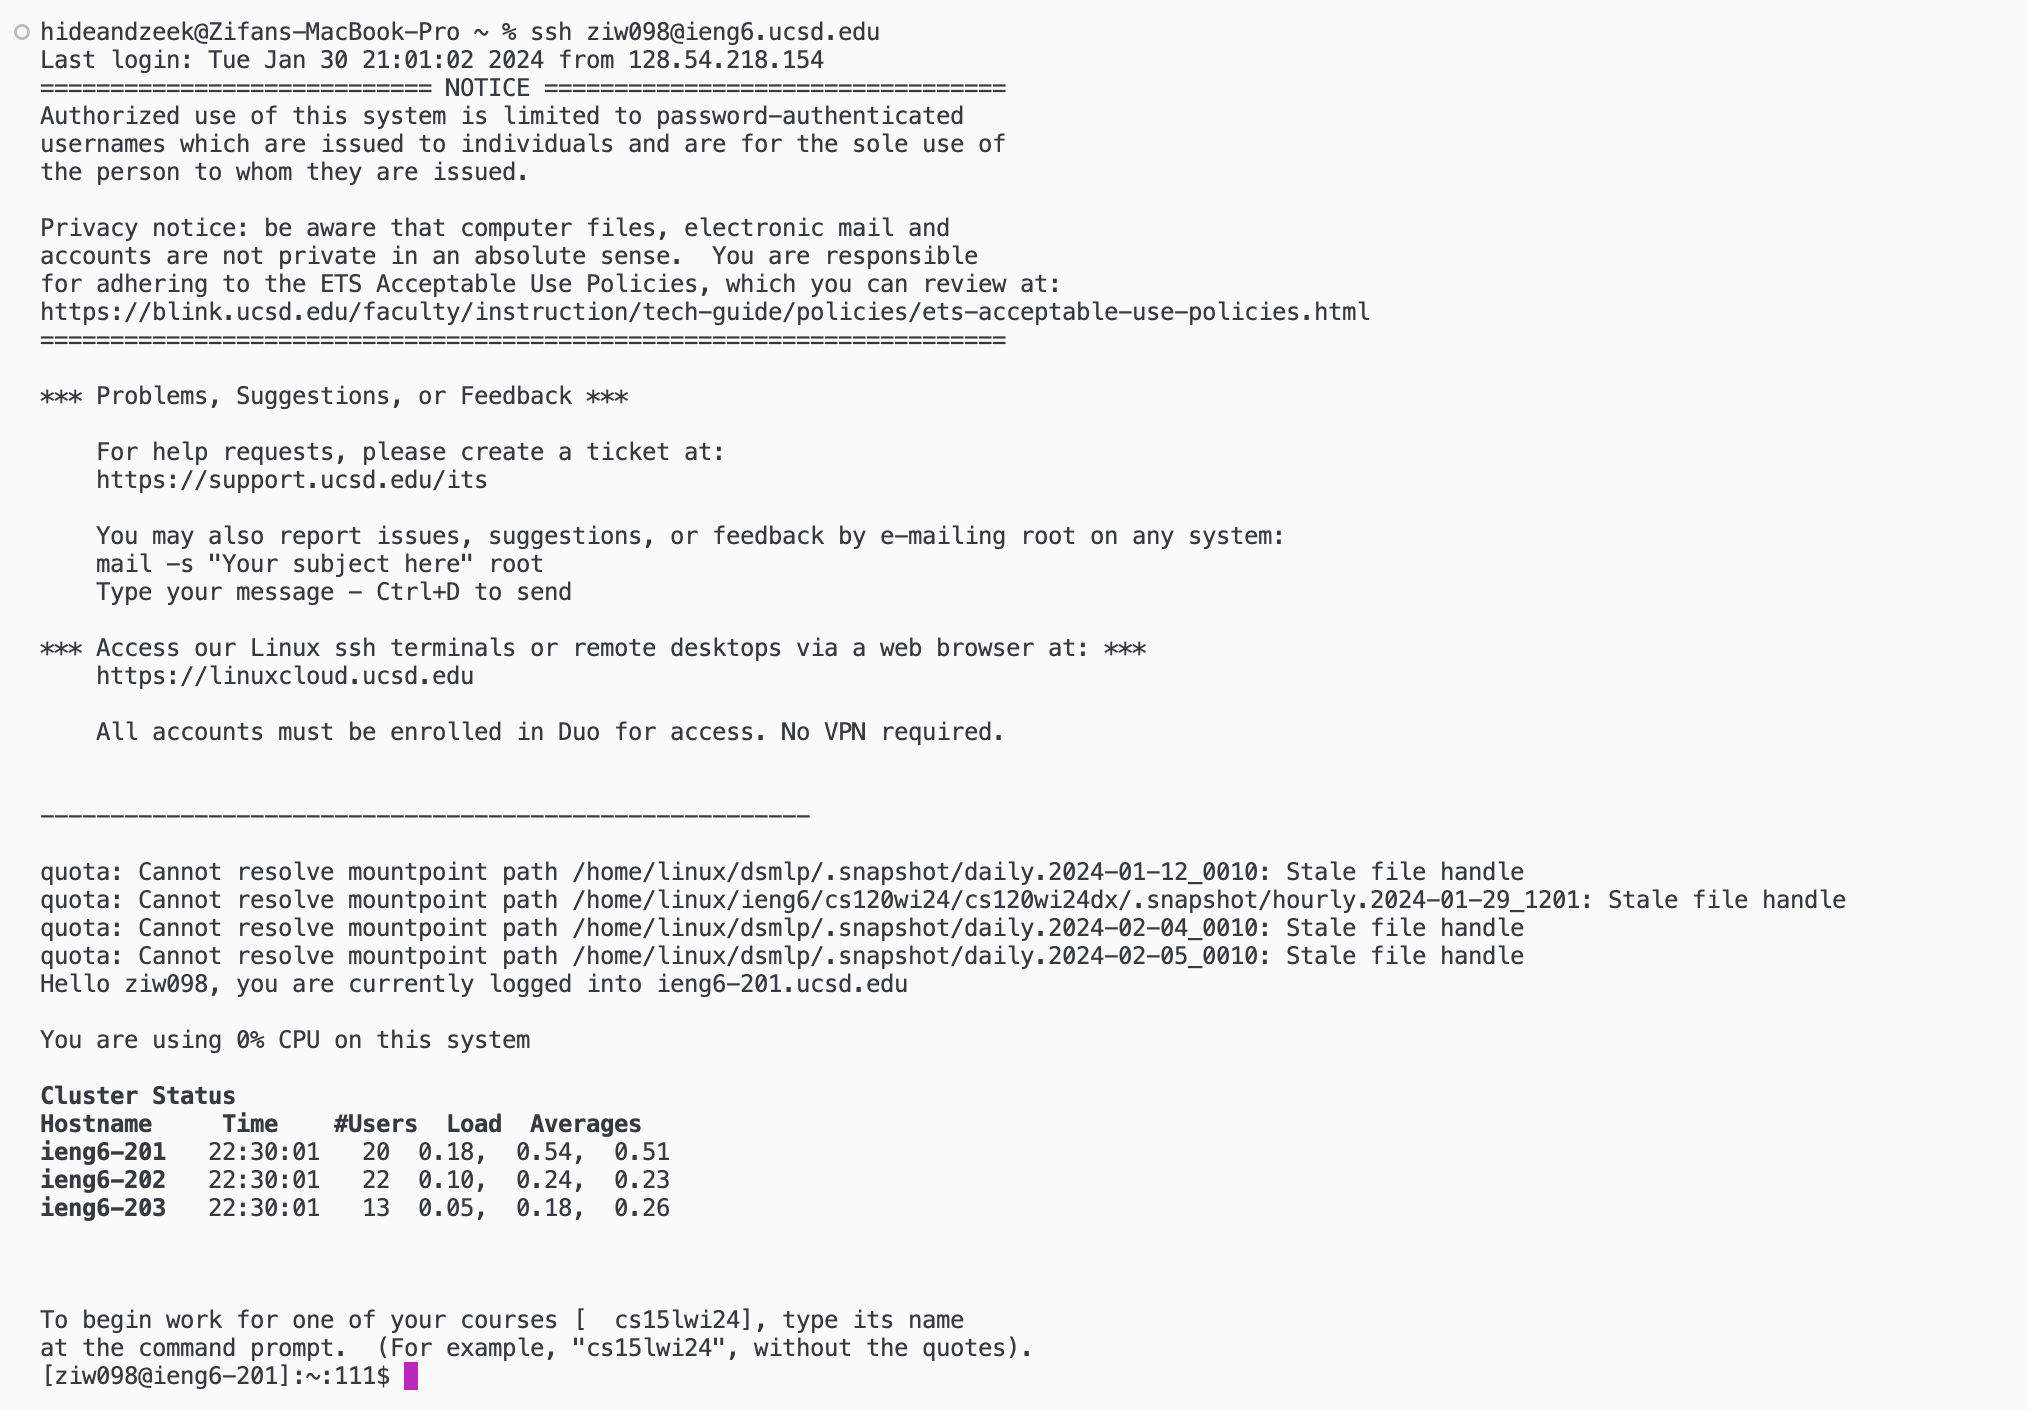 hideandzeek@Zifans-MacBook-Pro ~ % ssh ziw098@ieng6.ucsd.edu
Last login: Tue Jan 30 21:01:02 2024 from 128.54.218.154
============================ NOTICE =================================
Authorized use of this system is limited to password-authenticated
usernames which are issued to individuals and are for the sole use of
the person to whom they are issued.

Privacy notice: be aware that computer files, electronic mail and
accounts are not private in an absolute sense.  You are responsible
for adhering to the ETS Acceptable Use Policies, which you can review at:
https://blink.ucsd.edu/faculty/instruction/tech-guide/policies/ets-acceptable-use-policies.html
=====================================================================

*** Problems, Suggestions, or Feedback ***

    For help requests, please create a ticket at:
    https://support.ucsd.edu/its

    You may also report issues, suggestions, or feedback by e-mailing root on any system:
    mail -s "Your subject here" root
    Type your message - Ctrl+D to send

*** Access our Linux ssh terminals or remote desktops via a web browser at: ***
    https://linuxcloud.ucsd.edu

    All accounts must be enrolled in Duo for access. No VPN required.

-------------------------------------------------------

quota: Cannot resolve mountpoint path /home/linux/dsmlp/.snapshot/daily.2024-01-12_0010: Stale file handle
quota: Cannot resolve mountpoint path /home/linux/ieng6/cs120wi24/cs120wi24dx/.snapshot/hourly.2024-01-29_1201: Stale file handle
quota: Cannot resolve mountpoint path /home/linux/dsmlp/.snapshot/daily.2024-02-04_0010: Stale file handle
quota: Cannot resolve mountpoint path /home/linux/dsmlp/.snapshot/daily.2024-02-05_0010: Stale file handle
Hello ziw098, you are currently logged into ieng6-201.ucsd.edu

You are using 0% CPU on this system

Cluster Status
Hostname     Time    #Users  Load  Averages
ieng6-201   22:30:01   20  0.18,  0.54,  0.51
ieng6-202   22:30:01   22  0.10,  0.24,  0.23
ieng6-203   22:30:01   13  0.05,  0.18,  0.26

To begin work for one of your courses [  cs15lwi24], type its name
at the command prompt.  (For example, "cs15lwi24", without the quotes).
[ziw098@ieng6-201]:~:111$